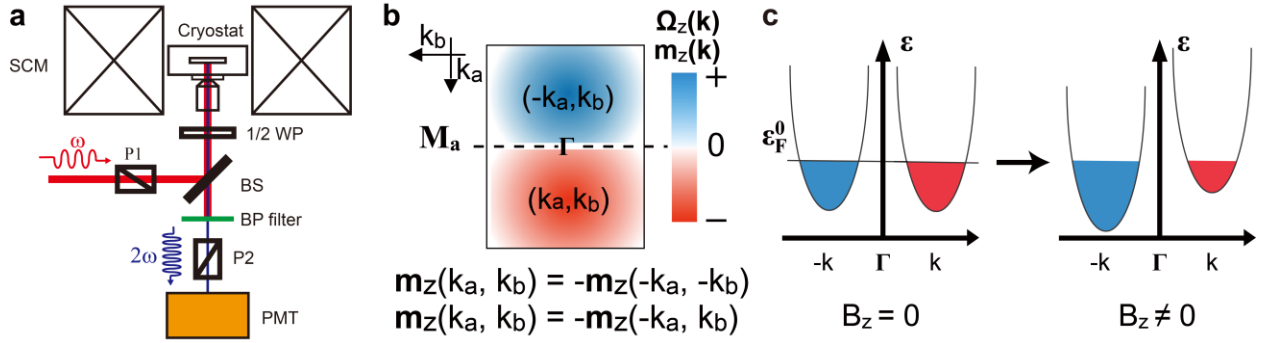 a
Cryostat
SCM
1/2 WP
ω
P1
BS
BP filter
2ω
P2
PMT
b
k_b
k_a
Ω_z(k)
m_z(k)
+
0
−
(-k_a,k_b)
M_a
Γ
(k_a,k_b)
m_z(k_a, k_b) = -m_z(-k_a, -k_b)
m_z(k_a, k_b) = -m_z(-k_a, k_b)
c
ε
ε
ε_F^0
-k Γ k
-k Γ k
B_z = 0
B_z ≠ 0